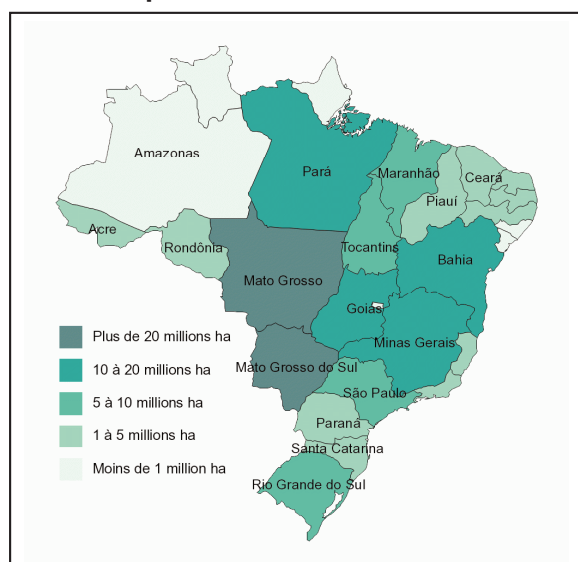 Amazonas
Pará
Maranhão
Ceará
Piauí
Acre
Rondônia
Tocantins
Bahia
Mato Grosso
Goiás
Minas Gerais
Mato Grosso do Sul
São Paulo
Paraná
Santa Catarina
Rio Grande do Sul
Plus de 20 millions ha
10 à 20 millions ha
5 à 10 millions ha
1 à 5 millions ha
Moins de 1 million ha